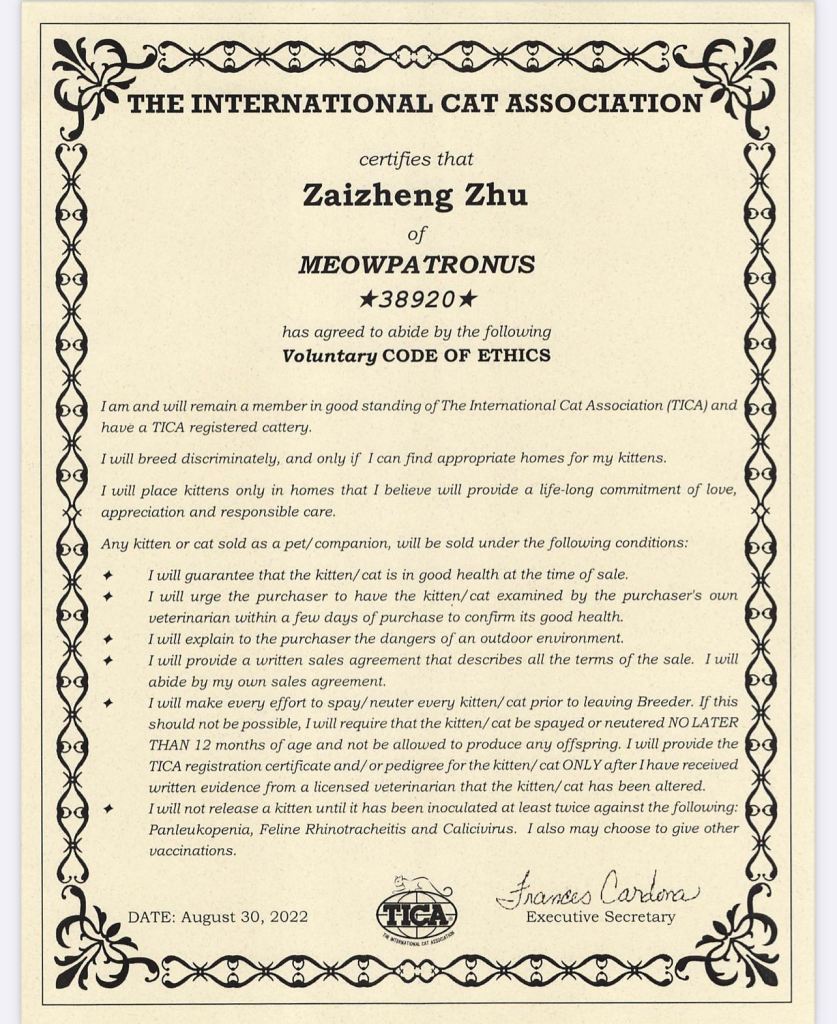 THE INTERNATIONAL CAT ASSOCIATION
certifies that
Zaizheng Zhu
of
MEOWPATRONUS
★38920★
has agreed to abide by the following
Voluntary CODE OF ETHICS
I am and will remain a member in good standing of The International Cat Association (TICA) and
have a TICA registered cattery.
I will breed discriminately, and only if I can find appropriate homes for my kittens.
I will place kittens only in homes that I believe will provide a life-long commitment of love,
appreciation and responsible care.
Any kitten or cat sold as a pet/companion, will be sold under the following conditions:
✦ I will guarantee that the kitten/cat is in good health at the time of sale.
✦ I will urge the purchaser to have the kitten/cat examined by the purchaser's own
veterinarian within a few days of purchase to confirm its good health.
✦ I will explain to the purchaser the dangers of an outdoor environment.
✦ I will provide a written sales agreement that describes all the terms of the sale. I will
abide by my own sales agreement.
✦ I will make every effort to spay/neuter every kitten/cat prior to leaving Breeder. If this
should not be possible, I will require that the kitten/cat be spayed or neutered NO LATER
THAN 12 months of age and not be allowed to produce any offspring. I will provide the
TICA registration certificate and/or pedigree for the kitten/cat ONLY after I have received
written evidence from a licensed veterinarian that the kitten/cat has been altered.
✦ I will not release a kitten until it has been inoculated at least twice against the following:
Panleukopenia, Feline Rhinotracheitis and Calicivirus. I also may choose to give other
vaccinations.
DATE: August 30, 2022
TICA
THE INTERNATIONAL CAT ASSOCIATION
Frances Cardona
Executive Secretary